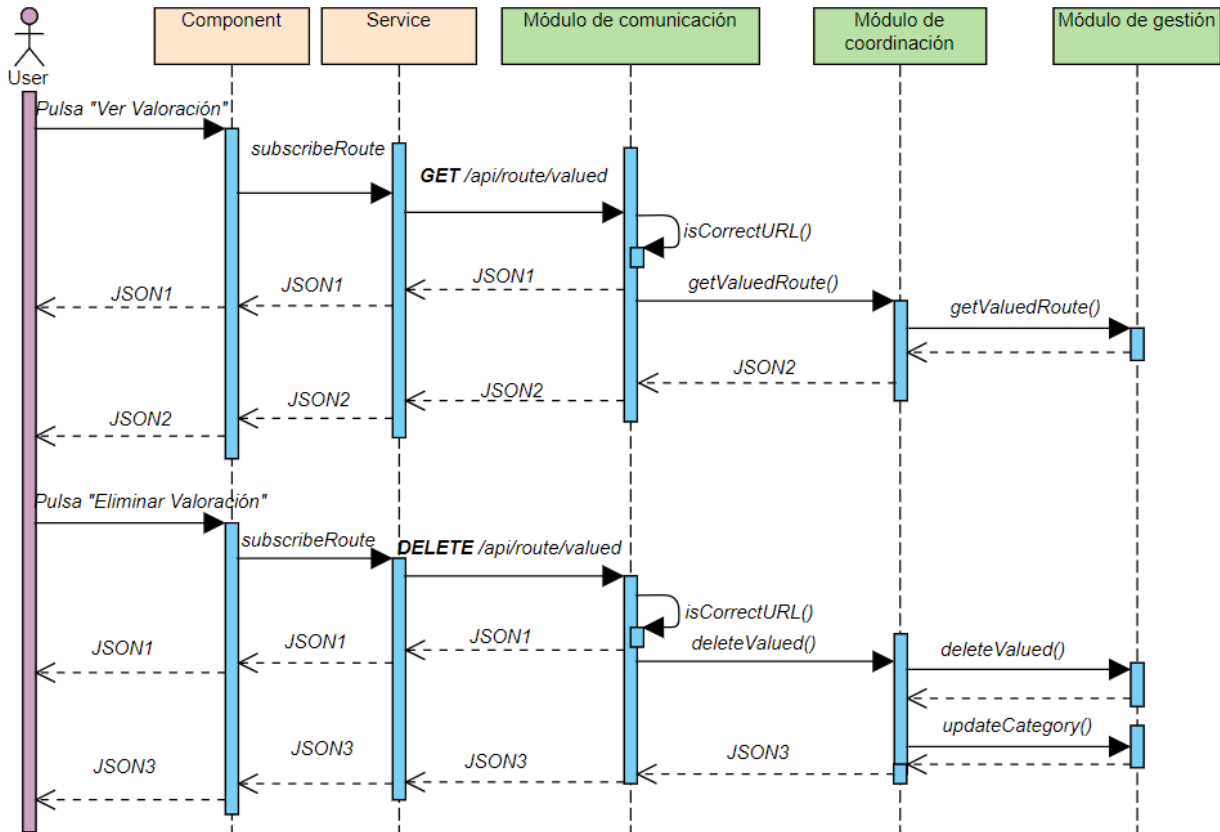 Component
Service
Módulo de comunicación
Módulo de
coordinación
Módulo de gestión
User
Pulsa "Ver Valoración"
subscribeRoute
GET /api/route/valued
isCorrectURL()
JSON1
JSON1
JSON1
getValuedRoute()
getValuedRoute()
JSON2
JSON2
JSON2
JSON2
Pulsa "Eliminar Valoración"
subscribeRoute
DELETE /api/route/valued
isCorrectURL()
JSON1
JSON1
JSON1
deleteValued()
deleteValued()
updateCategory()
JSON3
JSON3
JSON3
JSON3